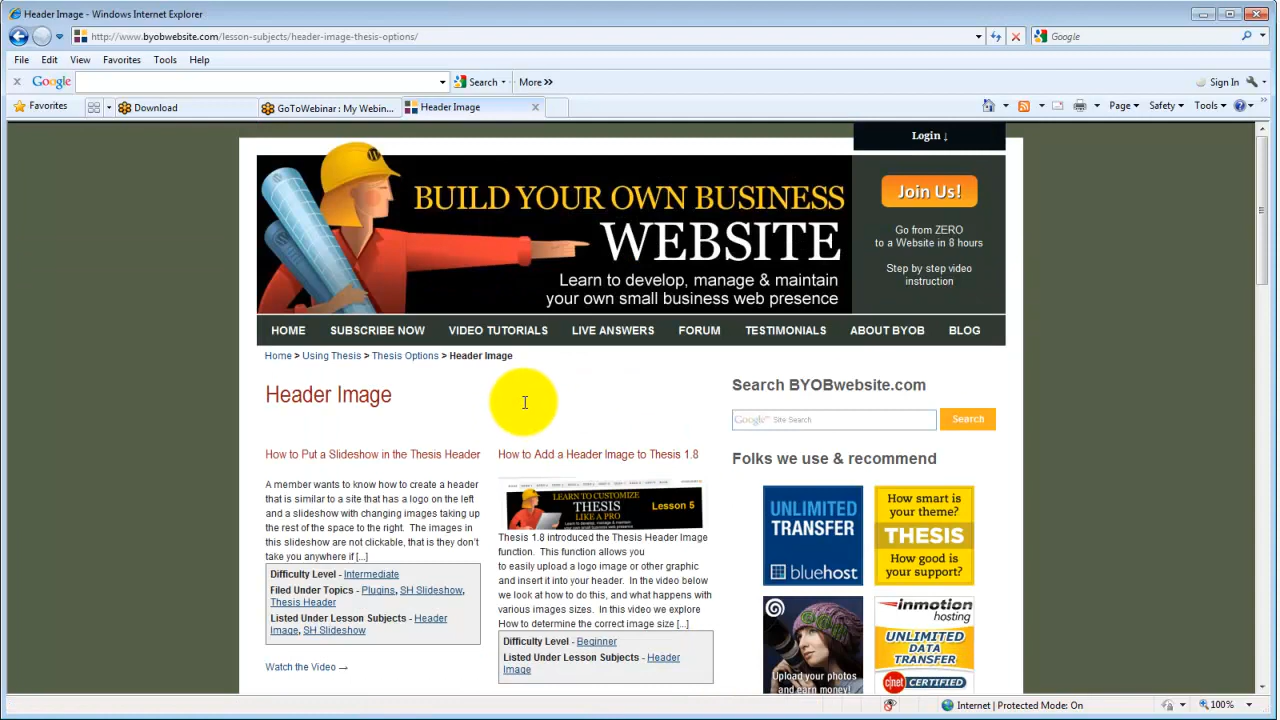 Header Image - Windows Internet Explorer
http://www.byobwebsite.com/lesson-subjects/header-image-thesis-options/
Google
File Edit View Favorites Tools Help
x Google Search More »
Sign In
Favorites
Download
GoToWebinar : My Webin...
Header Image
Page Safety Tools
Login ↓
BUILD YOUR OWN BUSINESS
WEBSITE
Learn to develop, manage & maintain
your own small business web presence
Join Us!
Go from ZERO
to a Website in 8 hours
Step by step video
instruction
HOME SUBSCRIBE NOW VIDEO TUTORIALS LIVE ANSWERS FORUM TESTIMONIALS ABOUT BYOB BLOG
Home > Using Thesis > Thesis Options > Header Image
Header Image
How to Put a Slideshow in the Thesis Header
A member wants to know how to create a header
that is similar to a site that has a logo on the left
and a slideshow with changing images taking up
the rest of the space to the right. The images in
this slideshow are not clickable, that is they don't
take you anywhere if [...]
Difficulty Level - Intermediate
Filed Under Topics - Plugins, SH Slideshow,
Thesis Header
Listed Under Lesson Subjects - Header
Image, SH Slideshow
Watch the Video →
How to Add a Header Image to Thesis 1.8
LEARN TO CUSTOMIZE
THESIS
LIKE A PRO
Lesson 5
Thesis 1.8 introduced the Thesis Header Image
function. This function allows you
to easily upload a logo image or other graphic
and insert it into your header. In the video below
we look at how to do this, and what happens with
various images sizes. In this video we explore
How to determine the correct image size [...]
Difficulty Level - Beginner
Listed Under Lesson Subjects - Header
Image
Search BYOBwebsite.com
Google™ Site Search
Search
Folks we use & recommend
UNLIMITED
TRANSFER
bluehost
How smart is
your theme?
THESIS
How good is
your support?
Upload your photos
and earn money!
inmotion
hosting
UNLIMITED
DATA
TRANSFER
c|net CERTIFIED
Internet | Protected Mode: On
100%